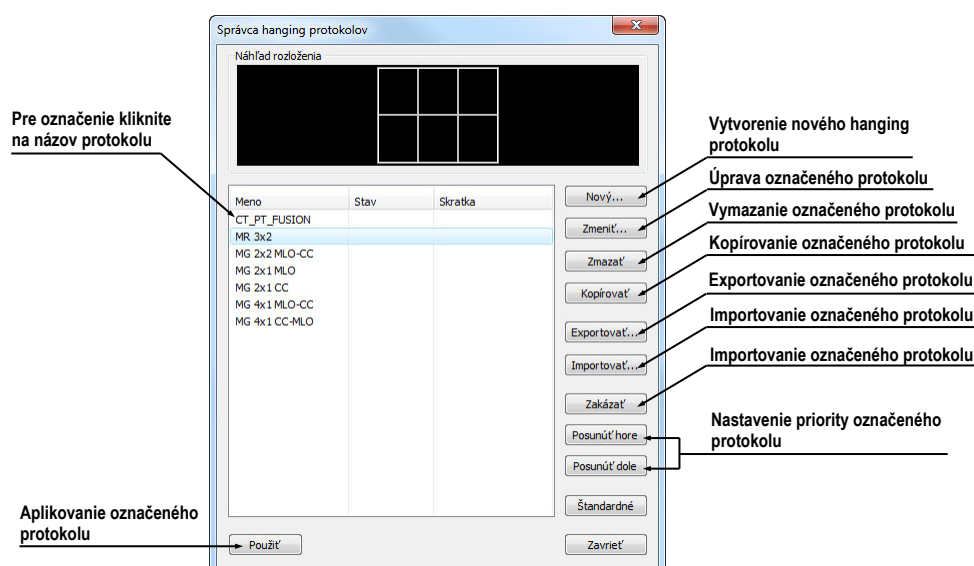 Správca hanging protokolov
Náhľad rozloženia
Pre označenie kliknite
na názov protokolu
Meno Stav Skratka
CT_PT_FUSION
MR 3x2
MG 2x2 MLO-CC
MG 2x1 MLO
MG 2x1 CC
MG 4x1 MLO-CC
MG 4x1 CC-MLO
Nový...
Zmeniť...
Zmazať
Kopírovať
Exportovať...
Importovať...
Zakázať
Posunúť hore
Posunúť dole
Štandardné
Použiť
Zavrieť
Vytvorenie nového hanging
protokolu
Úprava označeného protokolu
Vymazanie označeného protokolu
Kopírovanie označeného protokolu
Exportovanie označeného protokolu
Importovanie označeného protokolu
Importovanie označeného protokolu
Nastavenie priority označeného
protokolu
Aplikovanie označeného
protokolu